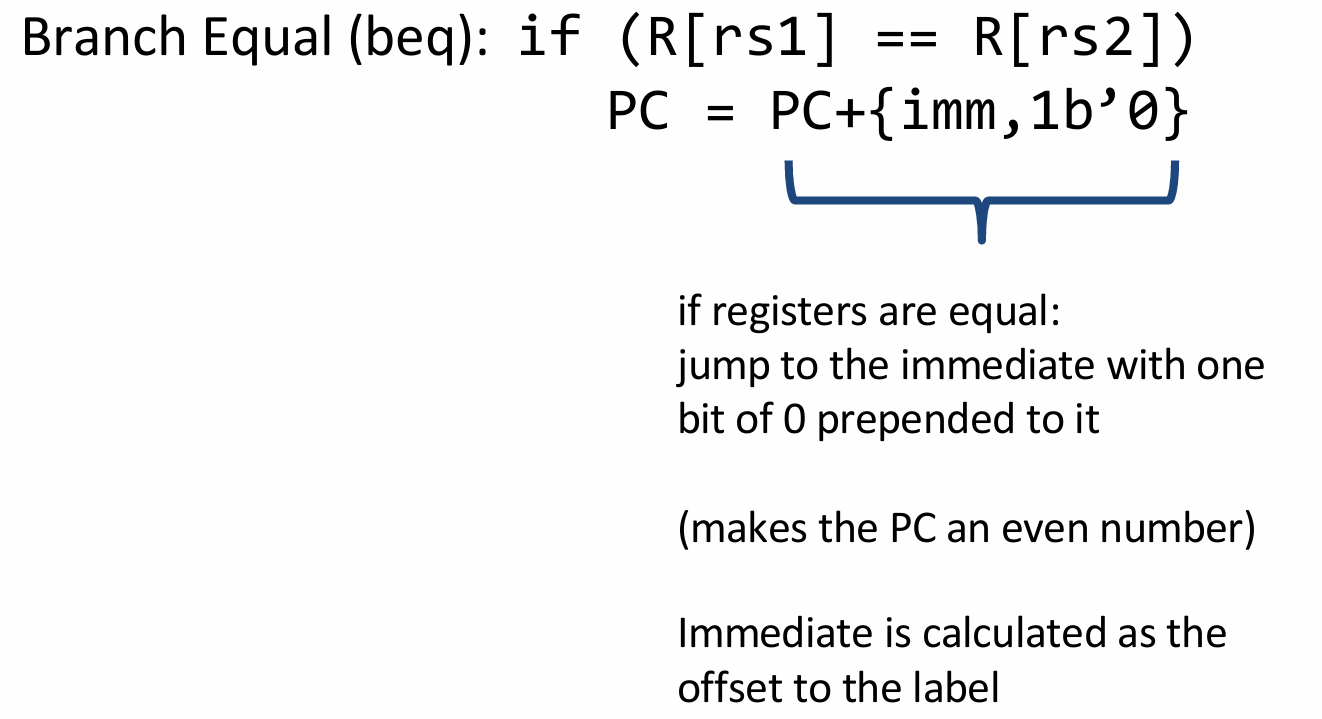 Branch Equal (beq): if (R[rs1] == R[rs2])
PC = PC+{imm,1b’0}
if registers are equal:
jump to the immediate with one
bit of 0 prepended to it
(makes the PC an even number)
Immediate is calculated as the
offset to the label